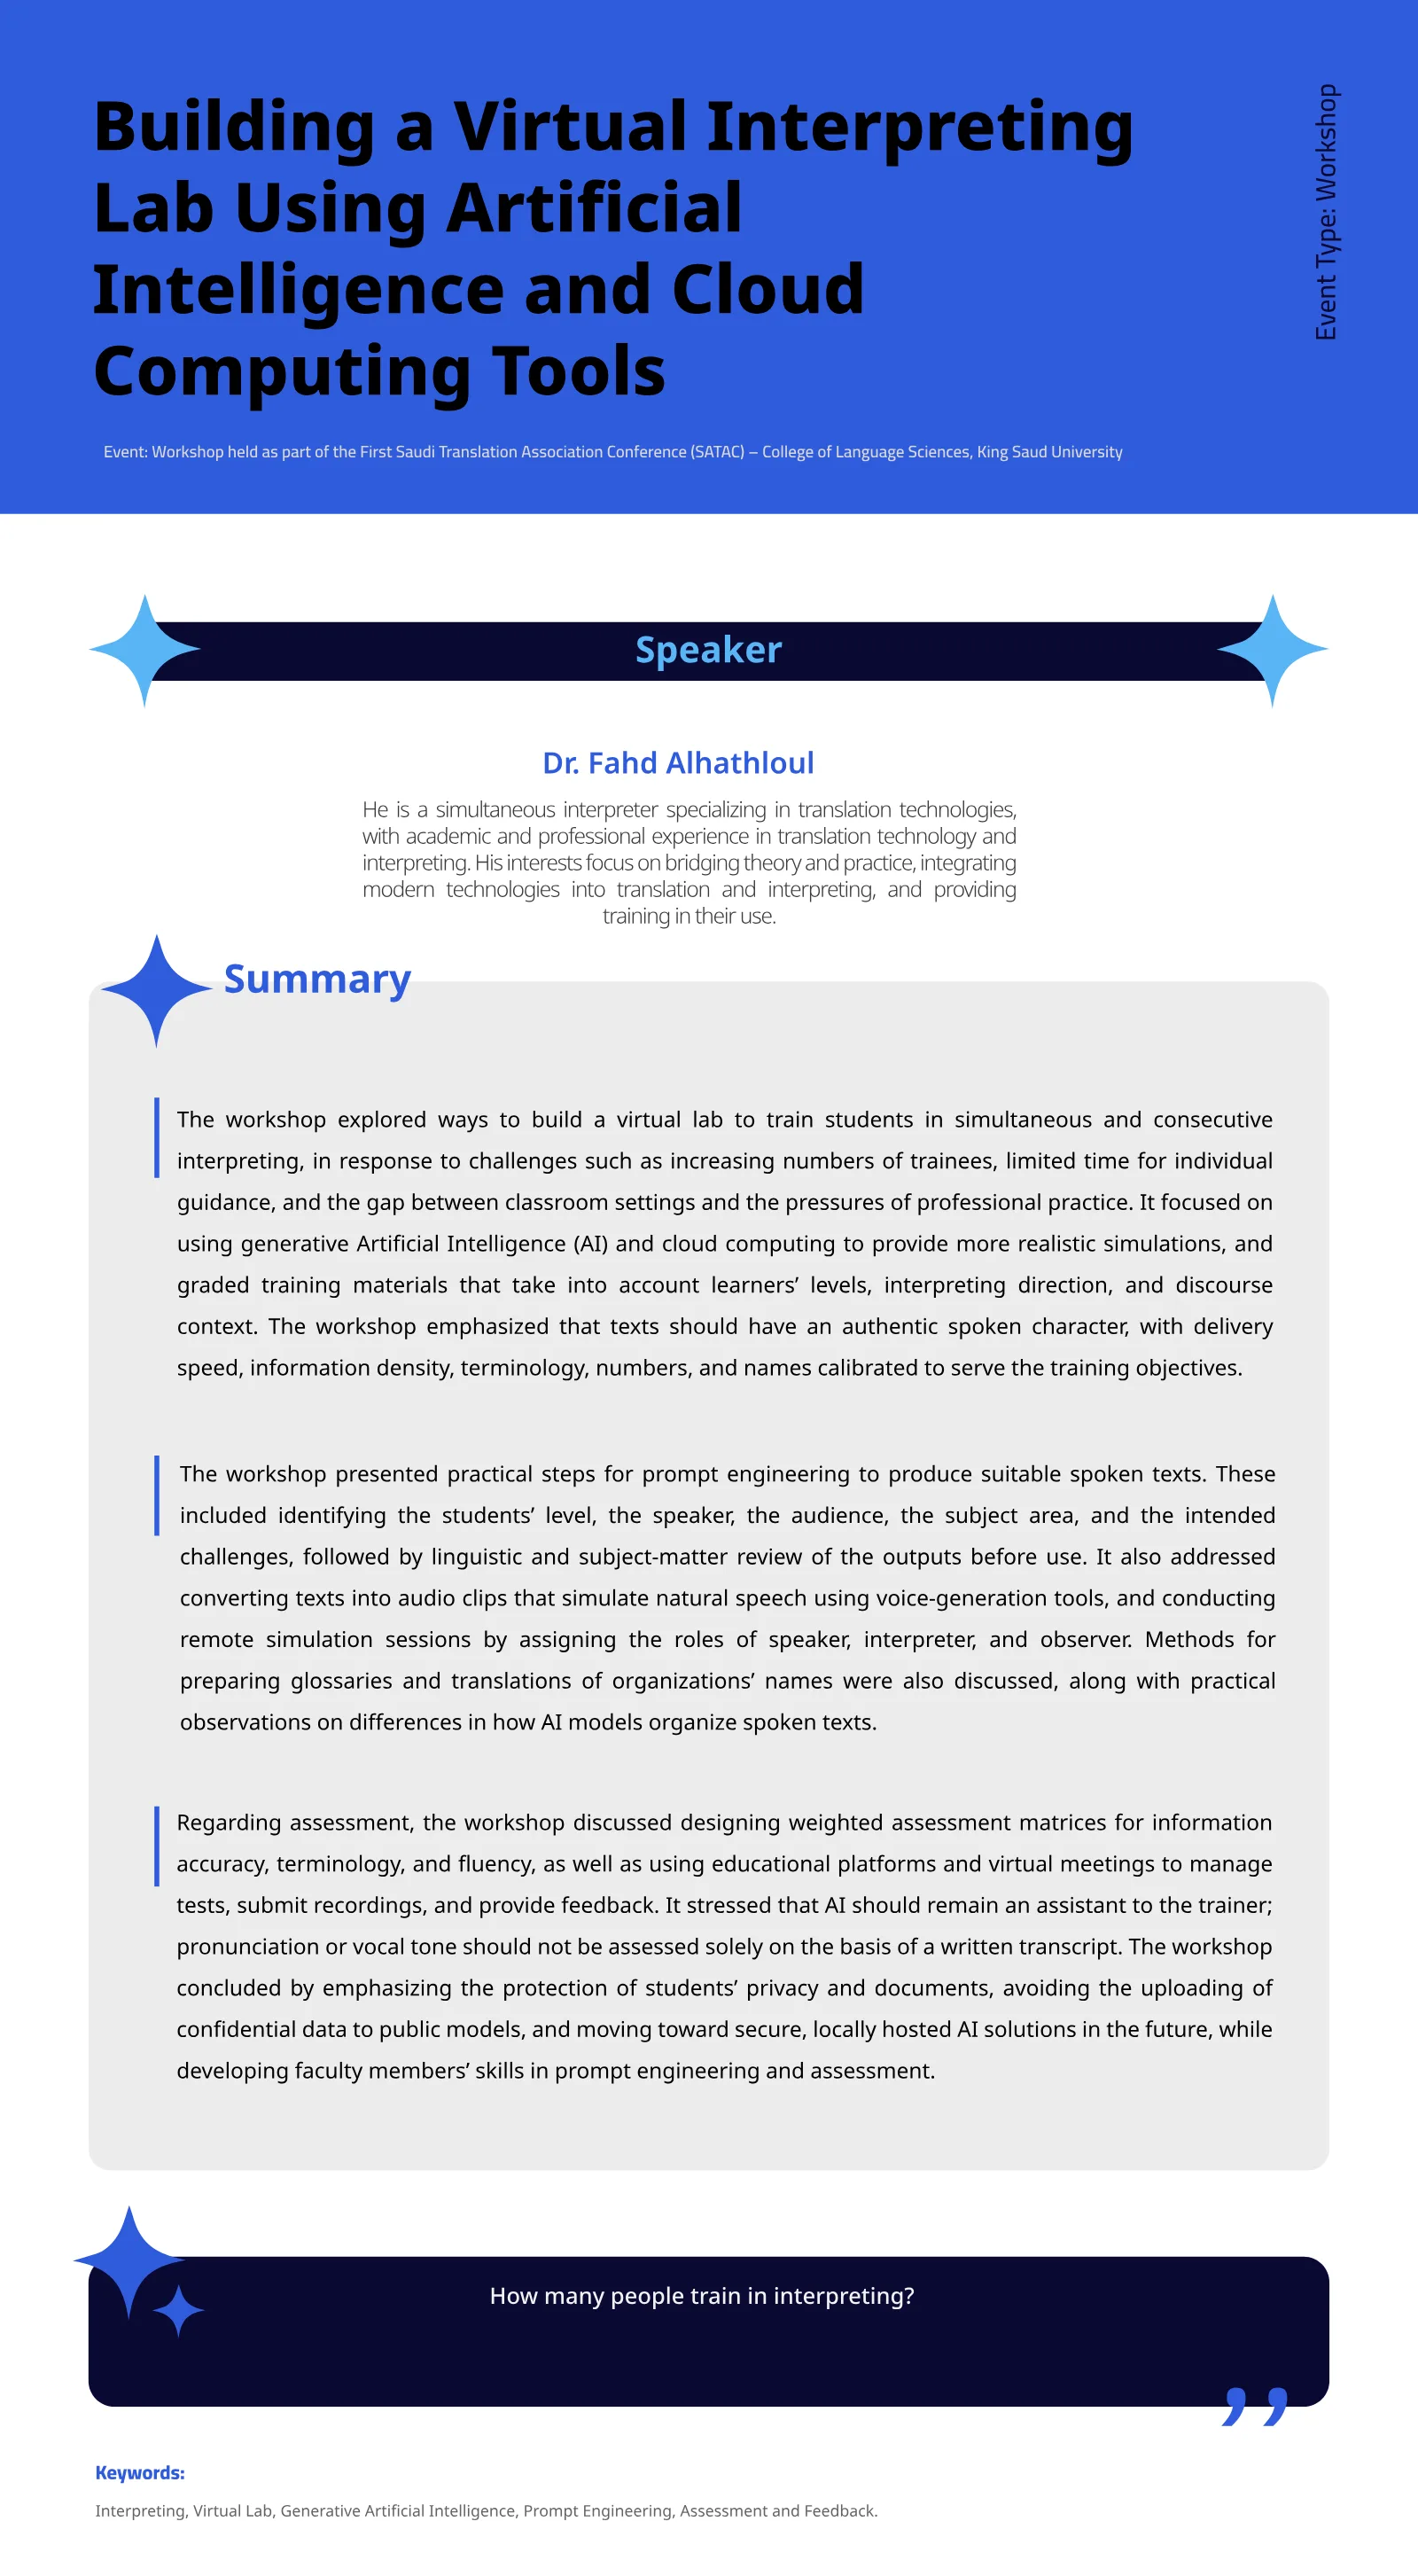 Building a Virtual Interpreting
Lab Using Artificial
Intelligence and Cloud
Computing Tools
Event Type: Workshop
Event: Workshop held as part of the First Saudi Translation Association Conference (SATAC) – College of Language Sciences, King Saud University
Speaker
Dr. Fahd Alhathloul
He is a simultaneous interpreter specializing in translation technologies,
with academic and professional experience in translation technology and
interpreting. His interests focus on bridging theory and practice, integrating
modern technologies into translation and interpreting, and providing
training in their use.
Summary
The workshop explored ways to build a virtual lab to train students in simultaneous and consecutive
interpreting, in response to challenges such as increasing numbers of trainees, limited time for individual
guidance, and the gap between classroom settings and the pressures of professional practice. It focused on
using generative Artificial Intelligence (AI) and cloud computing to provide more realistic simulations, and
graded training materials that take into account learners’ levels, interpreting direction, and discourse
context. The workshop emphasized that texts should have an authentic spoken character, with delivery
speed, information density, terminology, numbers, and names calibrated to serve the training objectives.
The workshop presented practical steps for prompt engineering to produce suitable spoken texts. These
included identifying the students’ level, the speaker, the audience, the subject area, and the intended
challenges, followed by linguistic and subject-matter review of the outputs before use. It also addressed
converting texts into audio clips that simulate natural speech using voice-generation tools, and conducting
remote simulation sessions by assigning the roles of speaker, interpreter, and observer. Methods for
preparing glossaries and translations of organizations’ names were also discussed, along with practical
observations on differences in how AI models organize spoken texts.
Regarding assessment, the workshop discussed designing weighted assessment matrices for information
accuracy, terminology, and fluency, as well as using educational platforms and virtual meetings to manage
tests, submit recordings, and provide feedback. It stressed that AI should remain an assistant to the trainer;
pronunciation or vocal tone should not be assessed solely on the basis of a written transcript. The workshop
concluded by emphasizing the protection of students’ privacy and documents, avoiding the uploading of
confidential data to public models, and moving toward secure, locally hosted AI solutions in the future, while
developing faculty members’ skills in prompt engineering and assessment.
How many people train in interpreting?
”
Keywords:
Interpreting, Virtual Lab, Generative Artificial Intelligence, Prompt Engineering, Assessment and Feedback.